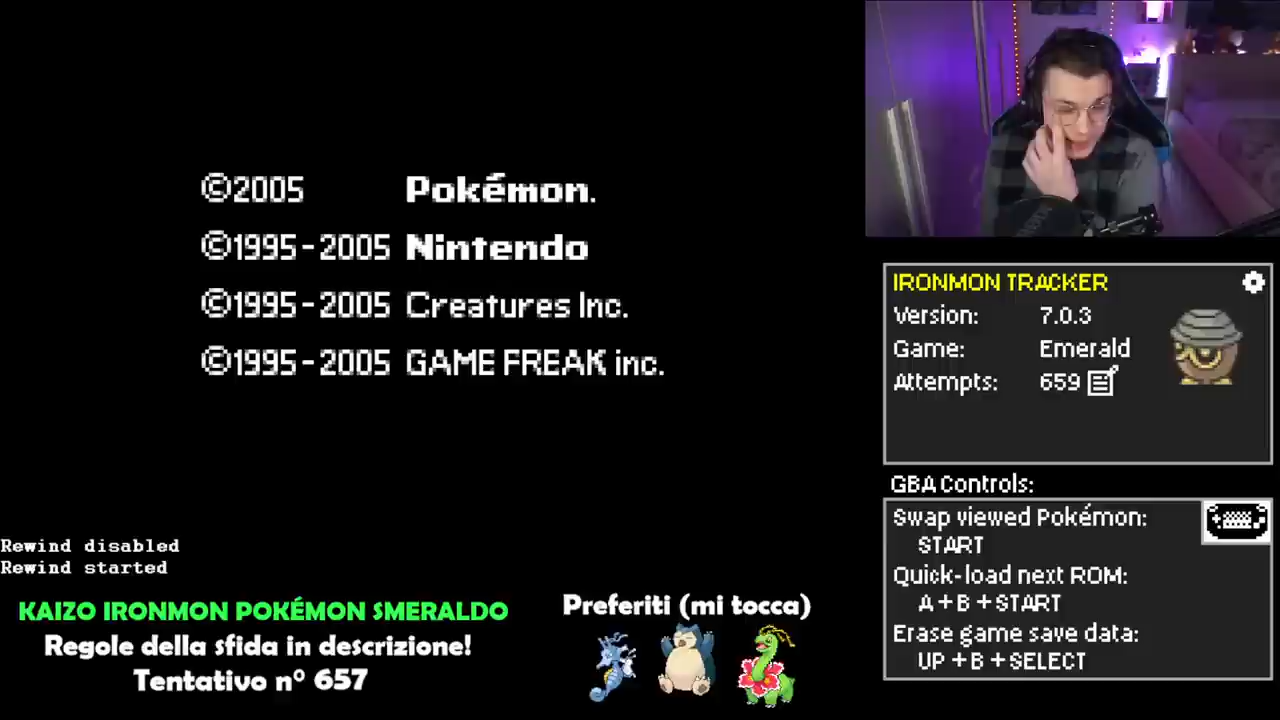 ©2005 Pokémon.
©1995-2005 Nintendo
©1995-2005 Creatures Inc.
©1995-2005 GAME FREAK inc.
Rewind disabled
Rewind started
KAIZO IRONMON POKÉMON SMERALDO
Regole della sfida in descrizione!
Tentativo n° 657
Preferiti (mi tocca)
IRONMON TRACKER
Version: 7.0.3
Game: Emerald
Attempts: 659
GBA Controls:
Swap viewed Pokémon:
START
Quick-load next ROM:
A + B + START
Erase game save data:
UP + B + SELECT